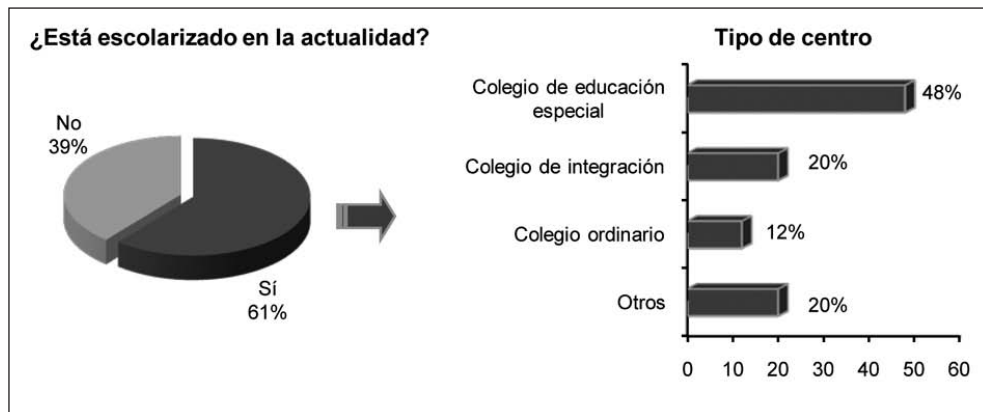 ¿Está escolarizado en la actualidad?
No
39%
Sí
61%
Tipo de centro
Colegio de educación
especial
48%
Colegio de integración
20%
Colegio ordinario
12%
Otros
20%
0 10 20 30 40 50 60